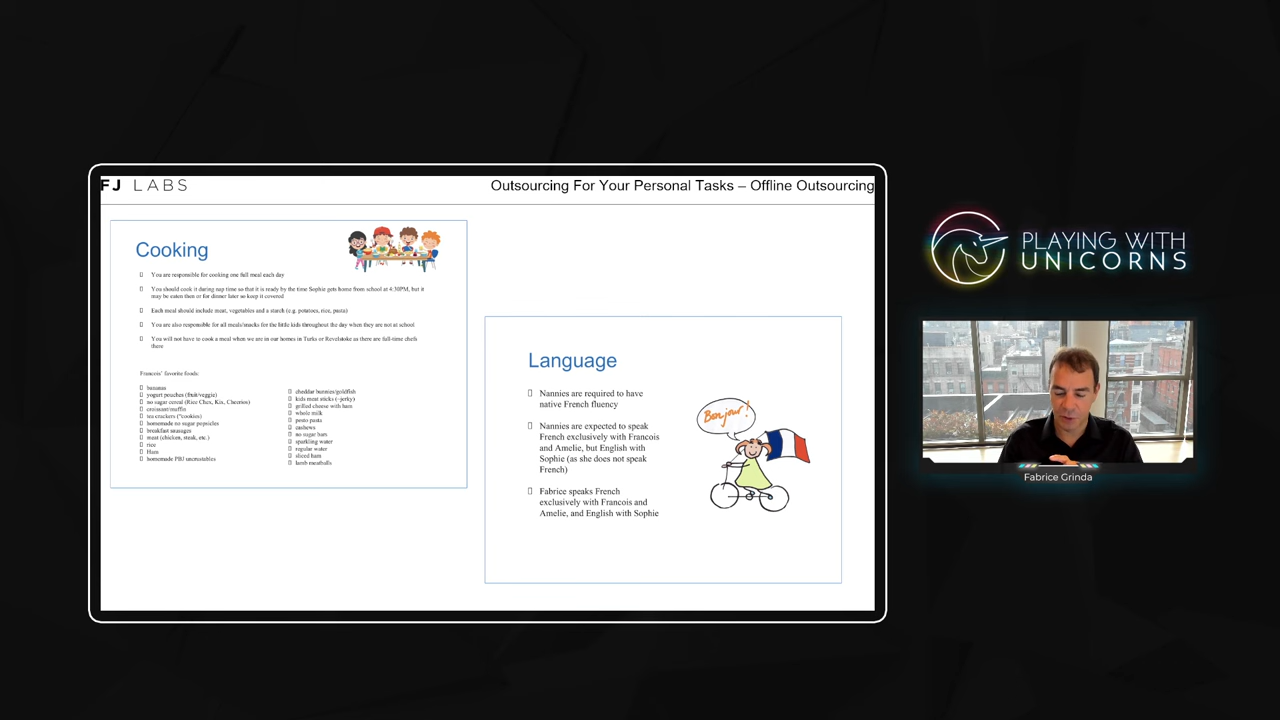 FJ LABS
Outsourcing For Your Personal Tasks – Offline Outsourcing
Cooking
You are responsible for cooking one full meal each day
You should cook it during nap time so that it is ready by the time Sophie gets home from school at 4:30PM, but it
may be eaten then or for dinner later so keep it covered
Each meal should include meat, vegetables and a starch (e.g. potatoes, rice, pasta)
You are also responsible for all meals/snacks for the little kids throughout the day when they are not at school
You will not have to cook a meal when we are in our homes in Turks or Revelstoke as there are full-time chefs
there
Francois' favorite foods:
bananas
yogurt pouches (fruit/veggie)
no sugar cereal (Rice Chex, Kix, Cheerios)
croissant/muffin
tea crackers (*cookies)
homemade no sugar popsicles
breakfast sausages
meat (chicken, steak, etc.)
rice
Ham
homemade PBJ uncrustables
cheddar bunnies/goldfish
kids meat sticks (~jerky)
grilled cheese with ham
whole milk
pesto pasta
cashews
no sugar bars
sparkling water
regular water
sliced ham
lamb meatballs
Language
Nannies are required to have
native French fluency
Nannies are expected to speak
French exclusively with Francois
and Amelie, but English with
Sophie (as she does not speak
French)
Fabrice speaks French
exclusively with Francois and
Amelie, and English with Sophie
Bonjour!
PLAYING WITH
UNICORNS
Fabrice Grinda